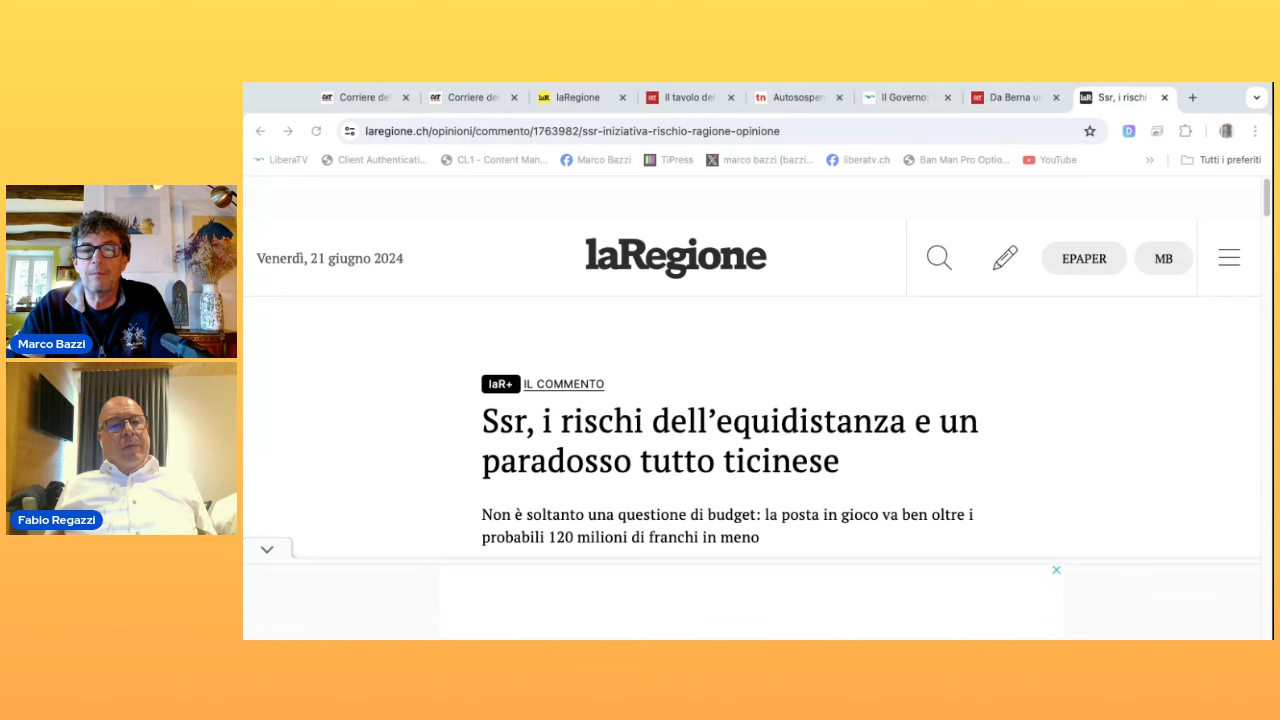 Corriere del
Corriere del
laR
laRegione
Il tavolo del
tn
Autosospen
Il Governo:
Da Berna un
laR
Ssr, i rischi
laregione.ch/opinioni/commento/1763982/ssr-iniziativa-rischio-ragione-opinione
LiberaTV
Client Authenticati...
CL1 - Content Man...
Marco Bazzi
TiPress
marco bazzi (bazzi...
liberatv.ch
Ban Man Pro Optio...
YouTube
»
Tutti i preferiti
Venerdì, 21 giugno 2024
laRegione
EPAPER
MB
laR+ IL COMMENTO
Ssr, i rischi dell’equidistanza e un
paradosso tutto ticinese
Non è soltanto una questione di budget: la posta in gioco va ben oltre i
probabili 120 milioni di franchi in meno
Marco Bazzi
Fabio Regazzi